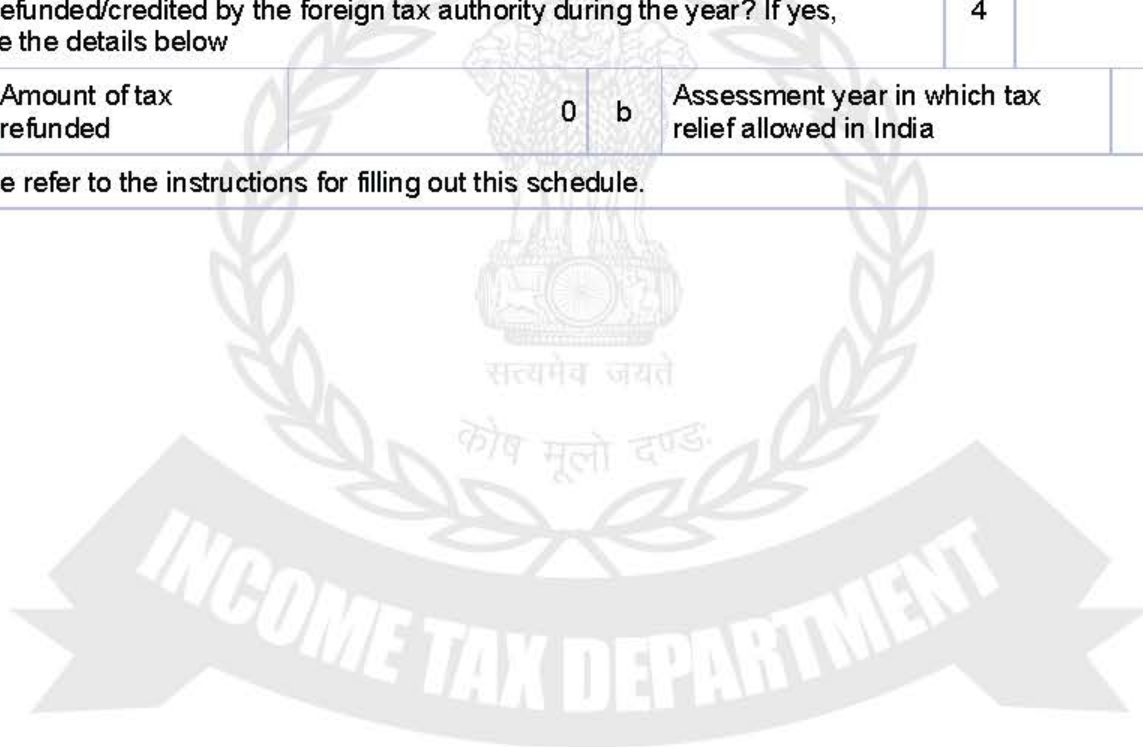 efunded/credited by the foreign tax authority during the year? If yes,
4
e the details below
Amount of tax
refunded
0
b
Assessment year in which tax
relief allowed in India
e refer to the instructions for filling out this schedule.
सत्यमेव जयते
कोष मूलो दण्डः
INCOME TAX DEPARTMENT